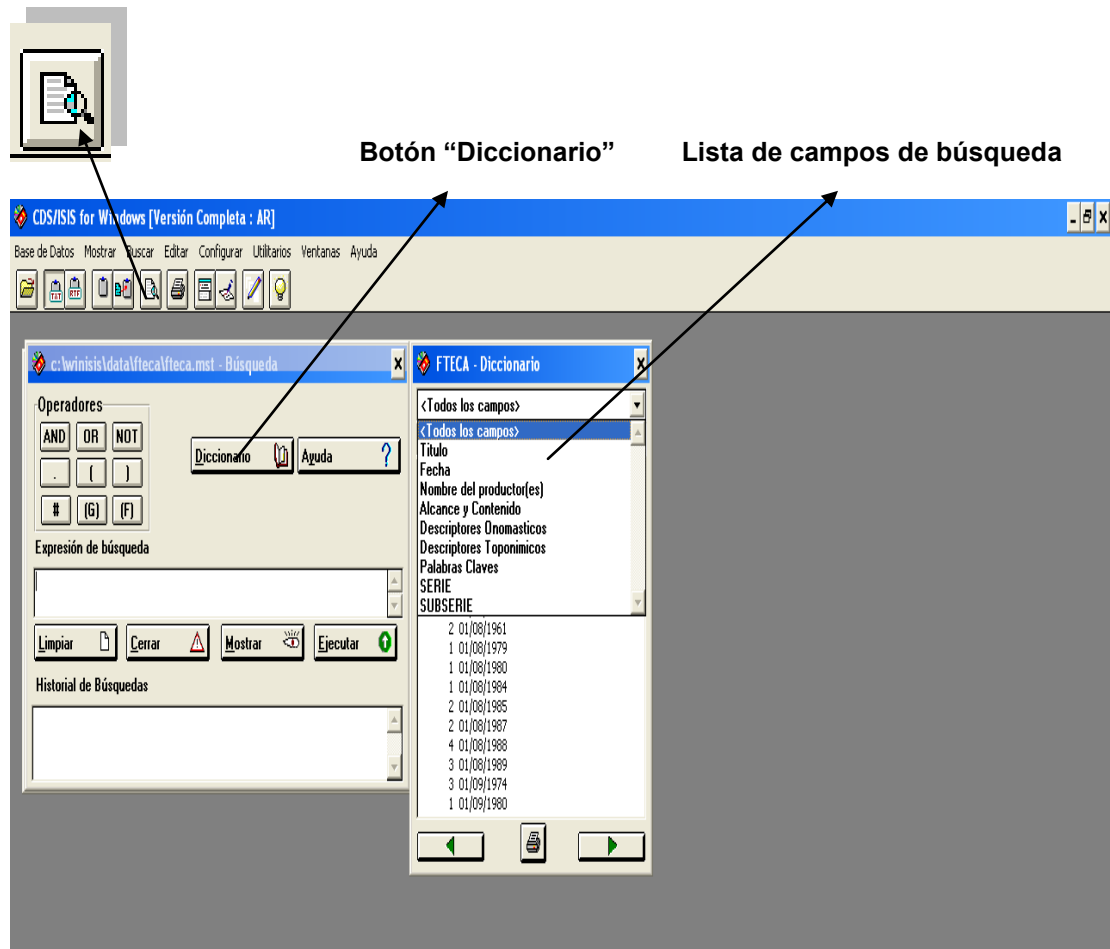 Botón “Diccionario” Lista de campos de búsqueda
CDS/ISIS for Windows [Versión Completa : AR]
Base de Datos Mostrar Buscar Editar Configurar Utilitarios Ventanas Ayuda
TXT RTF
c:\winisis\data\fteca\fteca.mst - Búsqueda
Operadores
AND OR NOT
. ( )
# (G) (F)
Diccionario Ayuda ?
Expresión de búsqueda
Limpiar Cerrar Mostrar Ejecutar
Historial de Búsquedas
FTECA - Diccionario
<Todos los campos>
<Todos los campos>
Titulo
Fecha
Nombre del productor(es)
Alcance y Contenido
Descriptores Onomasticos
Descriptores Toponimicos
Palabras Claves
SERIE
SUBSERIE
2 01/08/1961
1 01/08/1979
1 01/08/1980
1 01/08/1984
2 01/08/1985
2 01/08/1987
4 01/08/1988
3 01/08/1989
3 01/09/1974
1 01/09/1980